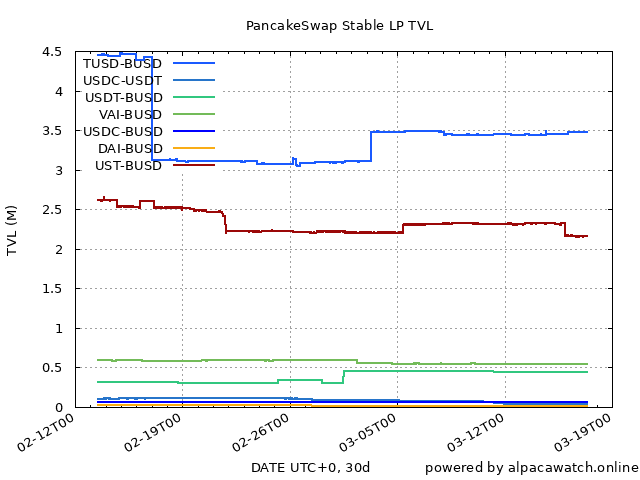 PancakeSwap Stable LP TVL
TVL (M)
4.5
4
3.5
3
2.5
2
1.5
1
0.5
0
TUSD-BUSD
USDC-USDT
USDT-BUSD
VAI-BUSD
USDC-BUSD
DAI-BUSD
UST-BUSD
02-12T00
02-19T00
02-26T00
03-05T00
03-12T00
03-19T00
DATE UTC+0, 30d
powered by alpacawatch.online